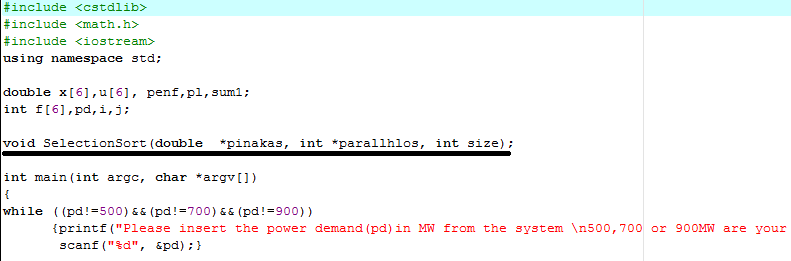 #include <cstdlib>
#include <math.h>
#include <iostream>
using namespace std;
double x[6],u[6], penf,pl,sum1;
int f[6],pd,i,j;
void SelectionSort(double  *pinakas, int *parallhlos, int size);
int main(int argc, char *argv[])
{
while ((pd!=500)&&(pd!=700)&&(pd!=900))
{printf("Please insert the power demand(pd)in MW from the system \n500,700 or 900MW are your
scanf("%d", &pd);}